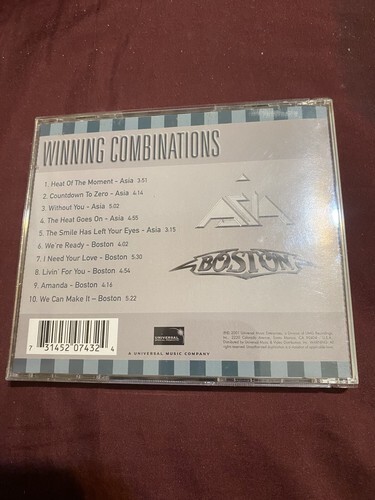 WINNING COMBINATIONS
1. Heat Of The Moment - Asia 3:51
2. Countdown To Zero - Asia 4:14
3. Without You - Asia 5:02
4. The Heat Goes On - Asia 4:55
5. The Smile Has Left Your Eyes - Asia 3:15
6. We're Ready - Boston 4:02
7. I Need Your Love - Boston 5:30
8. Livin' For You - Boston 4:54
9. Amanda - Boston 4:16
10. We Can Make It – Boston 5:22
ASIA
BOSTON
7 31452 07432 4
UNIVERSAL
A UNIVERSAL MUSIC COMPANY